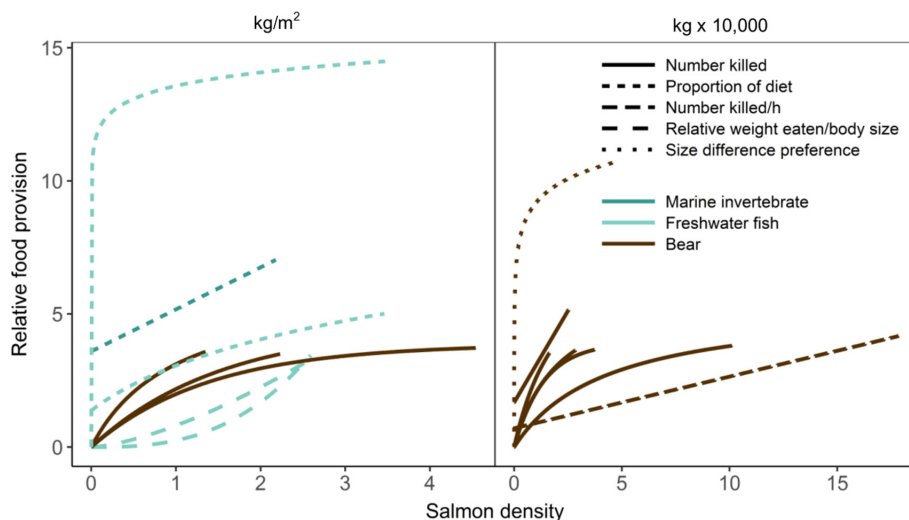 kg/m²
kg x 10,000
15
10
5
0
Relative food provision
Number killed
Proportion of diet
Number killed/h
Relative weight eaten/body size
Size difference preference
Marine invertebrate
Freshwater fish
Bear
0 1 2 3 4
0 5 10 15
Salmon density